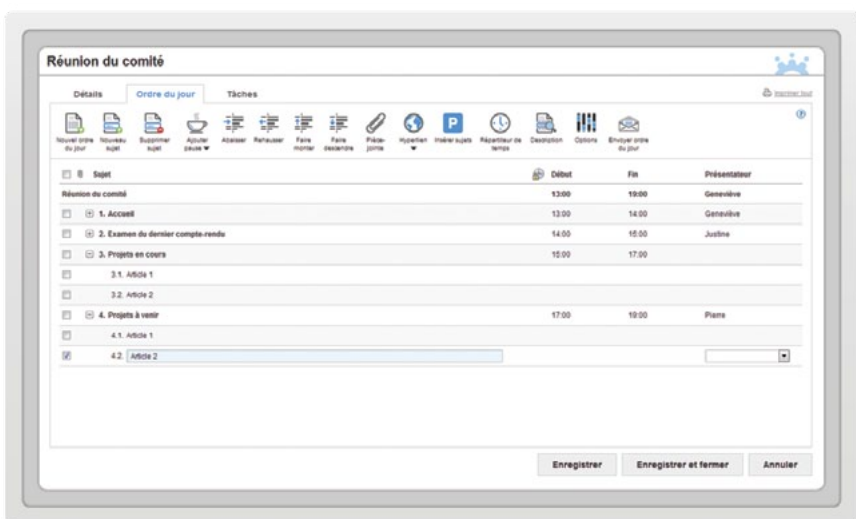 Réunion du comité
Détails Ordre du jour Tâches Imprimer tout
Nouvel ordre du jour Nouveau sujet Supprimer sujet Ajouter pause Abaisser Rehausser Faire monter Faire descendre Pièce-jointe Hyperlien P Insérer sujets Répartiteur de temps Description Options Envoyer ordre du jour ?
Sujet Début Fin Présentateur
Réunion du comité 13:00 19:00 Geneviève
1. Accueil 13:00 14:00 Geneviève
2. Examen du dernier compte-rendu 14:00 15:00 Justine
3. Projets en cours 15:00 17:00
3.1. Article 1
3.2. Article 2
4. Projets à venir 17:00 19:00 Pierre
4.1. Article 1
4.2. Article 2
Enregistrer Enregistrer et fermer Annuler